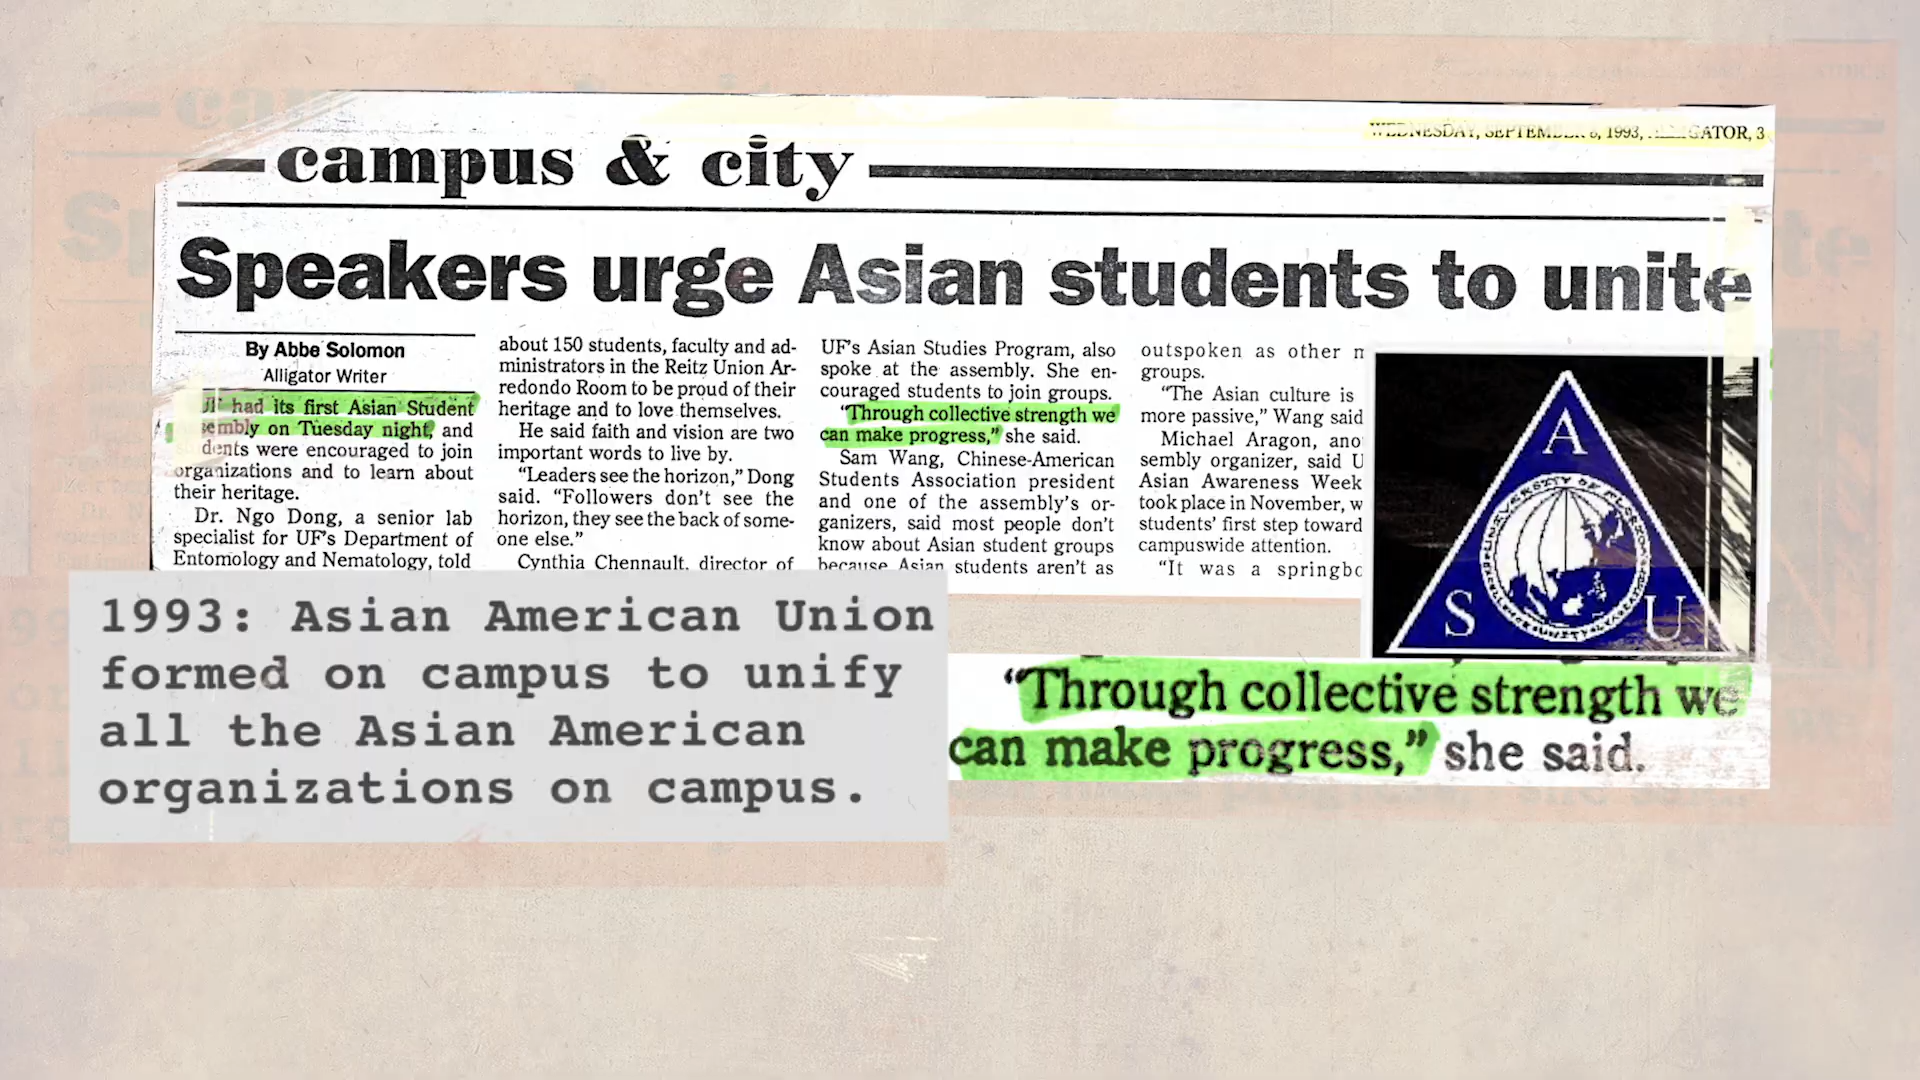 WEDNESDAY, SEPTEMBER 8, 1993, ALLIGATOR, 3
campus & city
Speakers urge Asian students to unite
By Abbe Solomon
Alligator Writer
UF had its first Asian Student
sembly on Tuesday night, and
dents were encouraged to join
organizations and to learn about
their heritage.
Dr. Ngo Dong, a senior lab
specialist for UF's Department of
Entomology and Nematology, told
about 150 students, faculty and ad-
ministrators in the Reitz Union Ar-
redondo Room to be proud of their
heritage and to love themselves.
He said faith and vision are two
important words to live by.
“Leaders see the horizon,” Dong
said. “Followers don't see the
horizon, they see the back of some-
one else.”
Cynthia Chennault, director of
UF's Asian Studies Program, also
spoke at the assembly. She en-
couraged students to join groups.
“Through collective strength we
can make progress,” she said.
Sam Wang, Chinese-American
Students Association president
and one of the assembly's or-
ganizers, said most people don't
know about Asian student groups
because Asian students aren't as
outspoken as other m
groups.
“The Asian culture is
more passive,” Wang said
Michael Aragon, ano
sembly organizer, said U
Asian Awareness Week
took place in November, w
students' first step toward
campuswide attention.
“It was a springbo
A
S U
1993: Asian American Union
formed on campus to unify
all the Asian American
organizations on campus.
“Through collective strength we
can make progress,” she said.